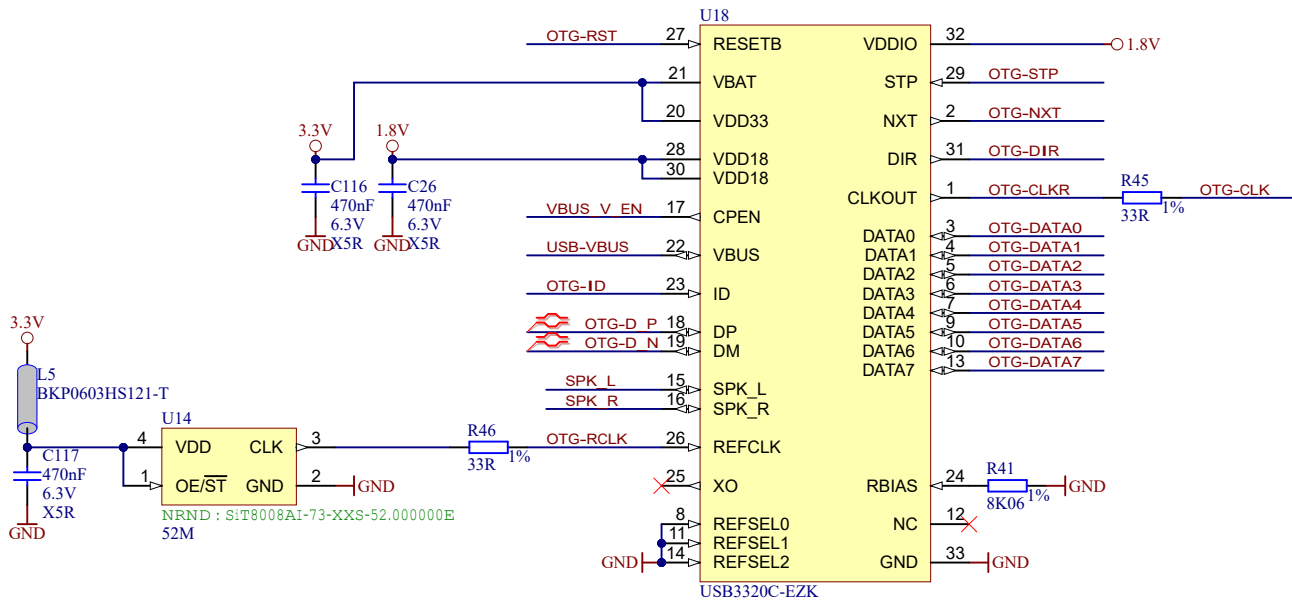 U18
OTG-RST 27 RESETB VDDIO 32 1.8V
21 VBAT STP 29 OTG-STP
20 VDD33 NXT 2 OTG-NXT
3.3V 1.8V
28 VDD18 DIR 31 OTG-DIR
30 VDD18
C116 C26
470nF 470nF
6.3V 6.3V
X5R X5R
GND GND
CLKOUT 1 OTG-CLKR R45 OTG-CLK
33R 1%
VBUS_V_EN 17 CPEN
DATA0 3 OTG-DATA0
USB-VBUS 22 VBUS DATA1 4 OTG-DATA1
DATA2 5 OTG-DATA2
OTG-ID 23 ID DATA3 6 OTG-DATA3
DATA4 7 OTG-DATA4
OTG-D_P 18 DP DATA5 9 OTG-DATA5
OTG-D_N 19 DM DATA6 10 OTG-DATA6
DATA7 13 OTG-DATA7
3.3V
L5
BKP0603HS121-T
SPK_L 15 SPK_L
SPK_R 16 SPK_R
U14
4 VDD CLK 3 R46 OTG-RCLK 26 REFCLK
33R 1%
C117
470nF
6.3V
X5R
GND
1 OE/ST GND 2 GND
NRND : SiT8008AI-73-XXS-52.000000E
52M
25 XO RBIAS 24 R41 GND
8K06 1%
8 REFSEL0 NC 12
11 REFSEL1
GND 14 REFSEL2 GND 33 GND
USB3320C-EZK